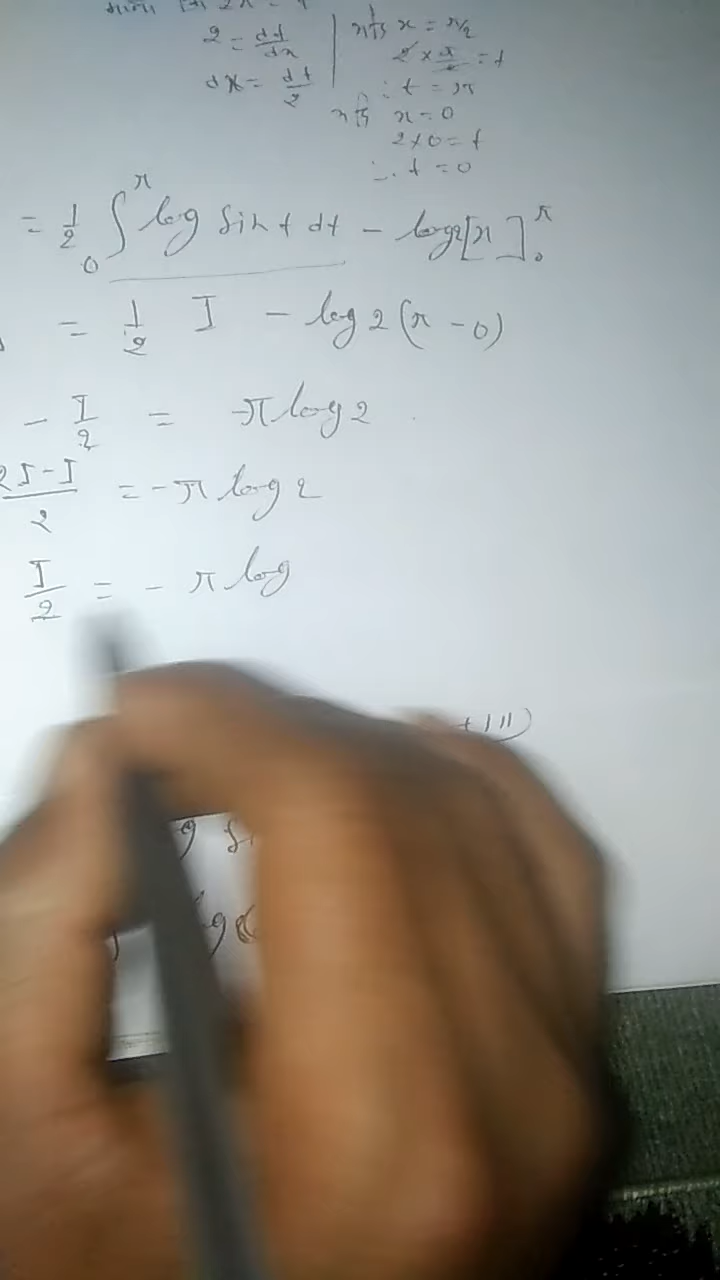 2 = dt/dx
dx = dt/2
यदि x = π/2
2 × π/2 = t
∴ t = π
यदि x = 0
2 × 0 = t
∴ t = 0
= 1/2 ₀∫^π log sin t dt - log2[x]₀^π
= 1/2 I - log 2 (π - 0)
- I/2 = -π log 2
2I - I / 2 = -π log 2
I/2 = - π log